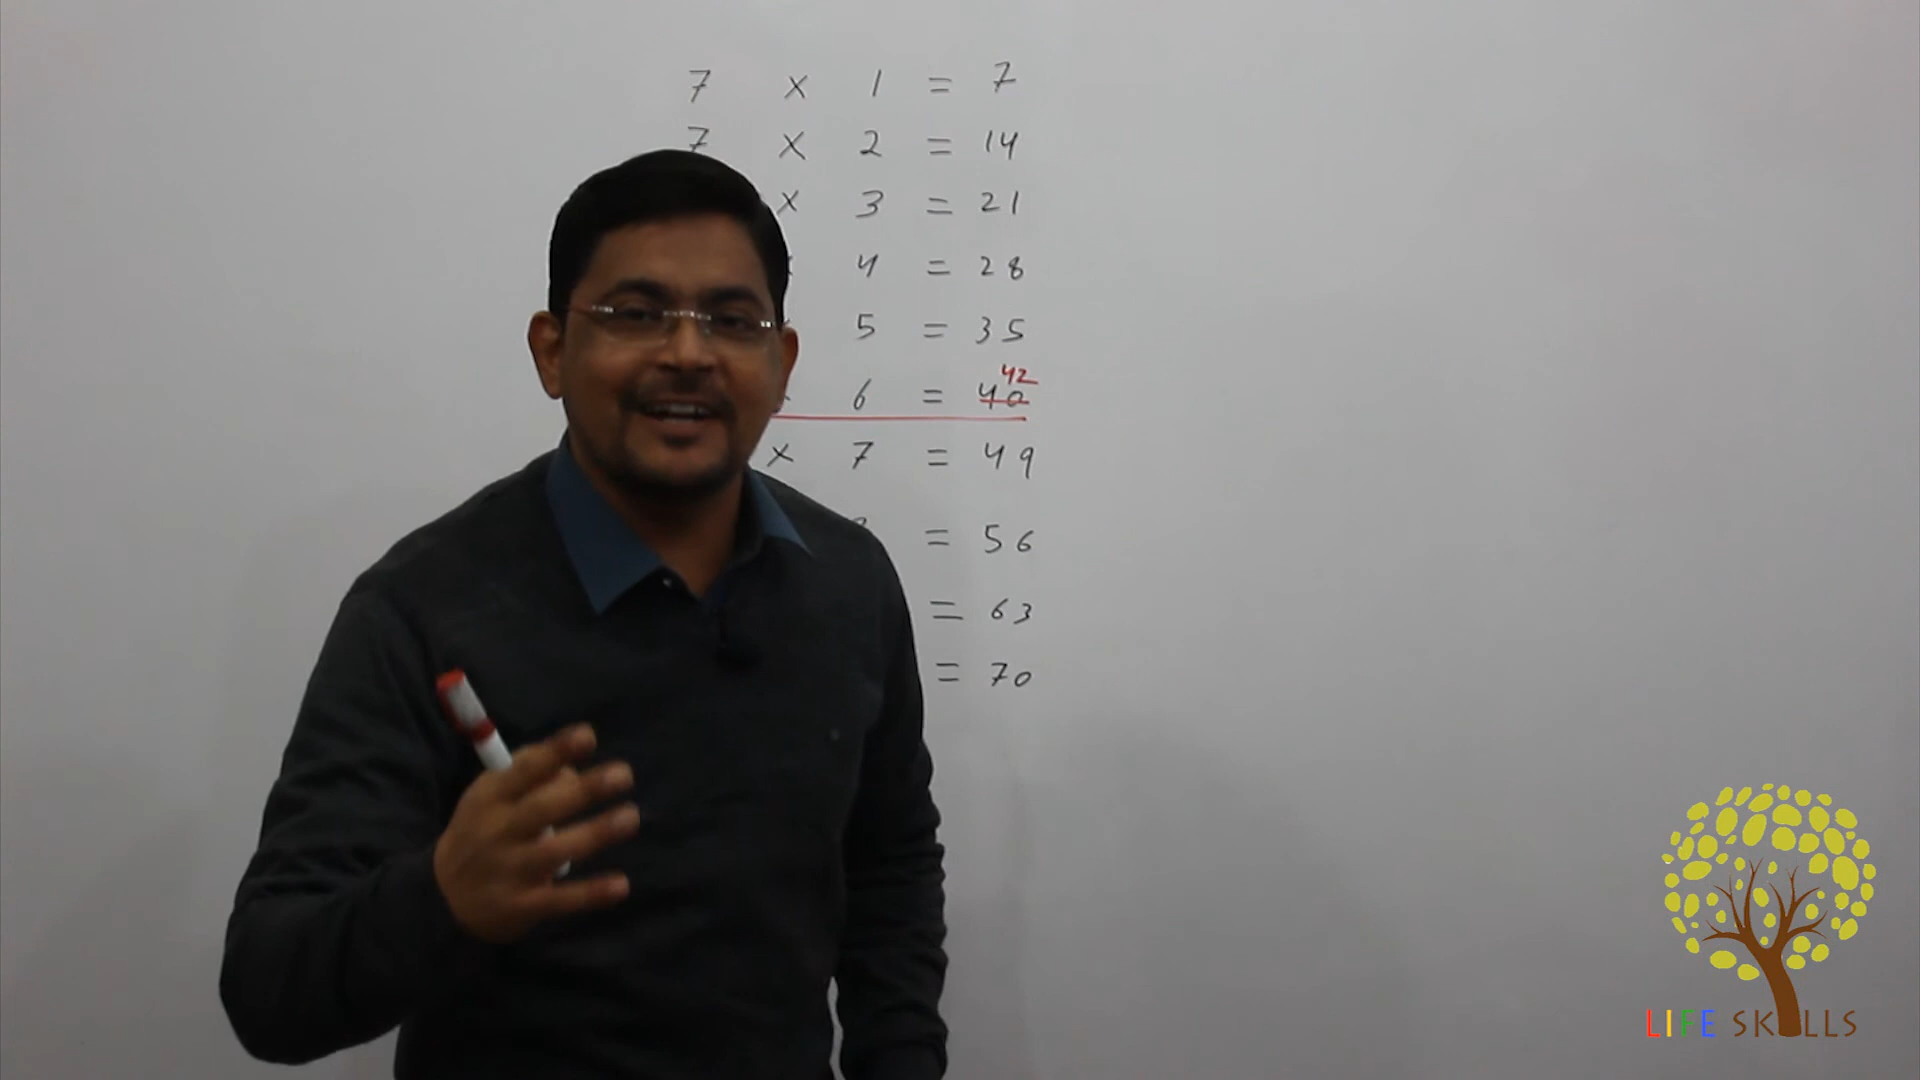 7 × 1 = 7
7 × 2 = 14
× 3 = 21
4 = 28
5 = 35
42
6 = 40
× 7 = 49
= 56
= 63
= 70
LIFE SKILLS